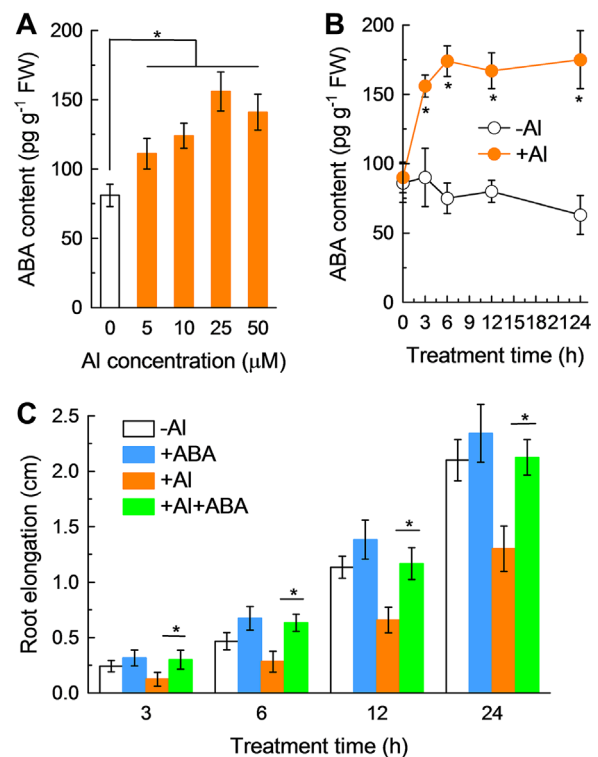 A
*
ABA content (pg g-1 FW)
200
150
100
50
0
0 5 10 25 50
Al concentration (μM)
B
ABA content (pg g-1 FW)
200
150
100
50
0
* * * *
-Al
+Al
0 3 6 9 12 15 18 21 24
Treatment time (h)
C
Root elongation (cm)
2.5
2.0
1.5
1.0
0.5
0.0
-Al
+ABA
+Al
+Al+ABA
* * * *
3 6 12 24
Treatment time (h)